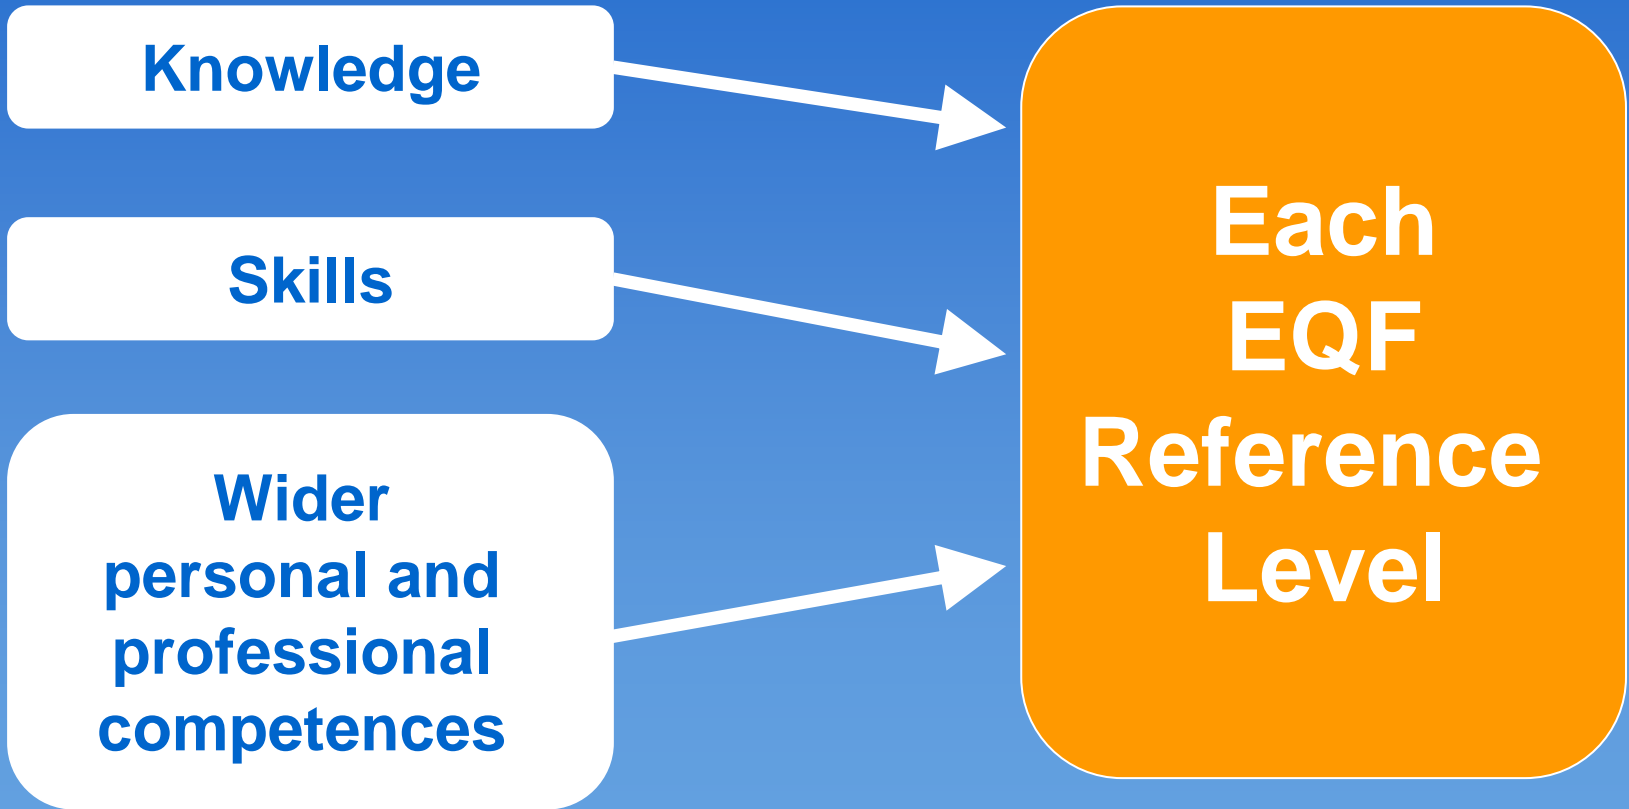 Knowledge
Skills
Wider
personal and
professional
competences
Each
EQF
Reference
Level